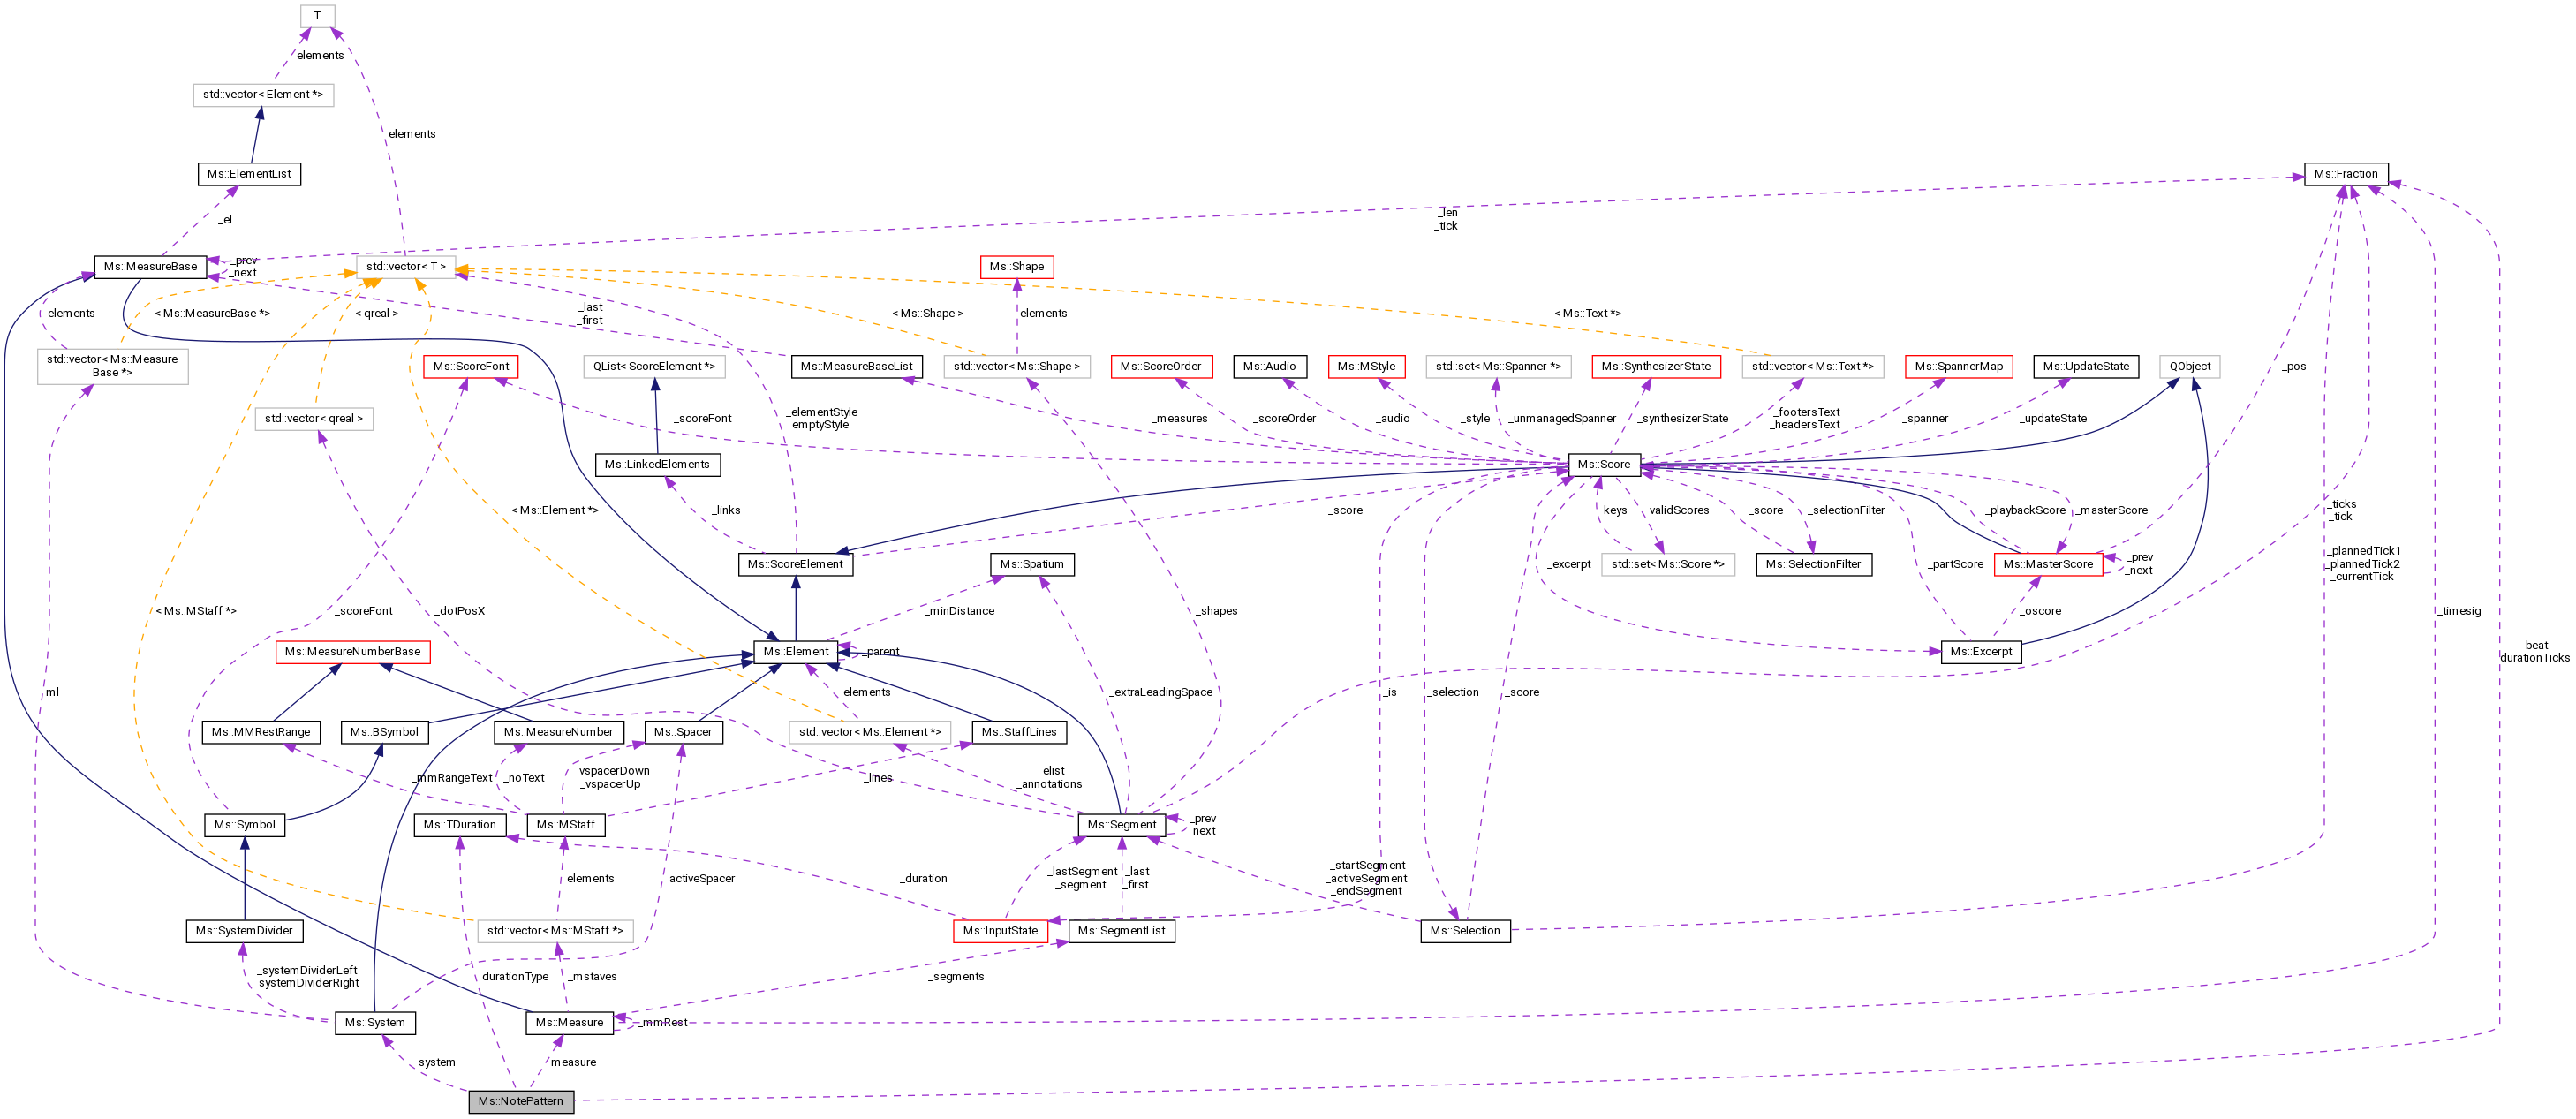 T
elements
std::vector< Element *>
elements
Ms::ElementList
Ms::Fraction
_el
_len
_tick
Ms::MeasureBase
_prev
_next
std::vector< T >
Ms::Shape
elements
< Ms::MeasureBase *>
< qreal >
_last
_first
< Ms::Shape >
elements
< Ms::Text *>
std::vector< Ms::Measure
Base *>
Ms::ScoreFont
QList< ScoreElement *>
Ms::MeasureBaseList
std::vector< Ms::Shape >
Ms::ScoreOrder
Ms::Audio
Ms::MStyle
std::set< Ms::Spanner *>
Ms::SynthesizerState
std::vector< Ms::Text *>
Ms::SpannerMap
Ms::UpdateState
QObject
_pos
std::vector< qreal >
_scoreFont
_elementStyle
emptyStyle
_measures
_scoreOrder
_audio
_style
_unmanagedSpanner
_synthesizerState
_footersText
_headersText
_spanner
_updateState
Ms::LinkedElements
Ms::Score
< Ms::Element *>
_links
_score
keys
validScores
_score
_selectionFilter
_playbackScore
_masterScore
_ticks
_tick
Ms::ScoreElement
Ms::Spatium
_excerpt
std::set< Ms::Score *>
Ms::SelectionFilter
_partScore
Ms::MasterScore
_prev
_next
_plannedTick1
_plannedTick2
_currentTick
< Ms::MStaff *>
_dotPosX
_scoreFont
_minDistance
_shapes
_oscore
_timesig
Ms::MeasureNumberBase
Ms::Element
_parent
Ms::Excerpt
beat
durationTicks
ml
elements
_extraLeadingSpace
_is
_selection
_score
Ms::MMRestRange
Ms::BSymbol
Ms::MeasureNumber
Ms::Spacer
std::vector< Ms::Element *>
Ms::StaffLines
_mmRangeText
_noText
_vspacerDown
_vspacerUp
_lines
_elist
_annotations
Ms::Symbol
Ms::TDuration
Ms::MStaff
Ms::Segment
_prev
_next
elements
activeSpacer
_duration
_lastSegment
_segment
_last
_first
_startSegment
_activeSegment
_endSegment
Ms::SystemDivider
std::vector< Ms::MStaff *>
Ms::InputState
Ms::SegmentList
Ms::Selection
_systemDividerLeft
_systemDividerRight
durationType
_mstaves
_segments
Ms::System
Ms::Measure
_mmRest
system
measure
Ms::NotePattern